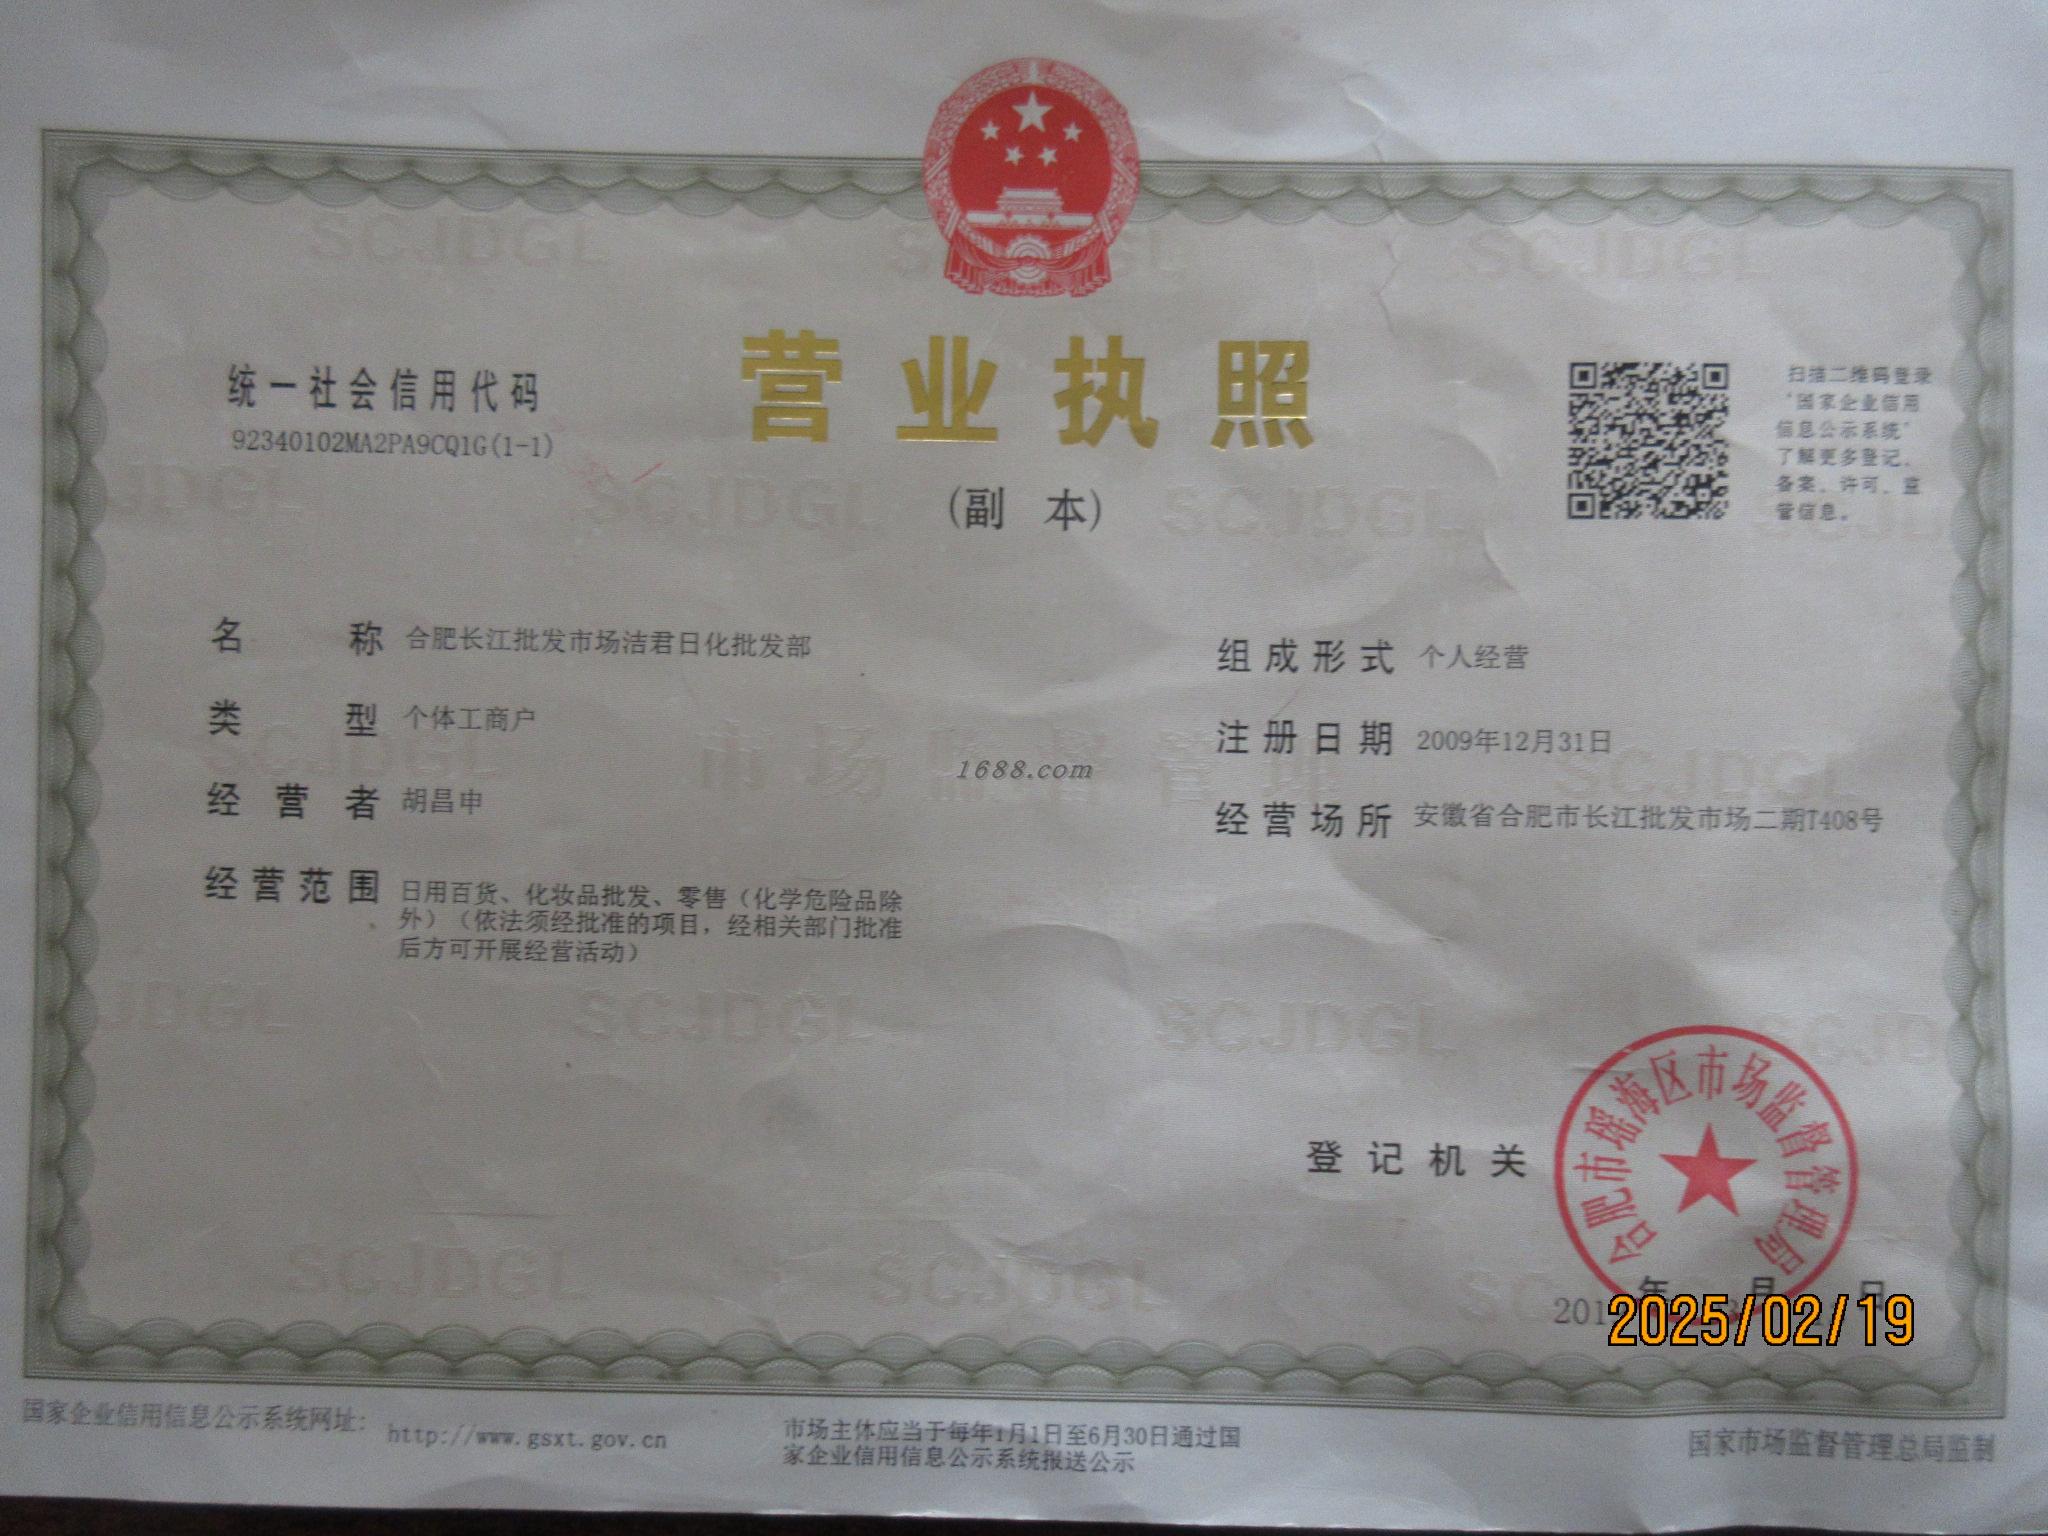 营业执照
(副 本)
统一社会信用代码
92340102MA2PA9CQ1G(1-1)
扫描二维码登录
“国家企业信用
信息公示系统”
了解更多登记、
备案、许可、监
管信息。
名 称 合肥长江批发市场洁君日化批发部
类 型 个体工商户
经 营 者 胡昌申
经营范围 日用百货、化妆品批发、零售（化学危险品除
外）（依法须经批准的项目，经相关部门批准
后方可开展经营活动）
组成形式 个人经营
注册日期 2009年12月31日
经营场所 安徽省合肥市长江批发市场二期T408号
1688.com
市场监督管理
SCJDGL
登记机关
合肥市瑶海区市场监督管理局
年 月 日
2025/02/19
国家企业信用信息公示系统网址：
http://www.gsxt.gov.cn
市场主体应当于每年1月1日至6月30日通过国
家企业信用信息公示系统报送公示
国家市场监督管理总局监制